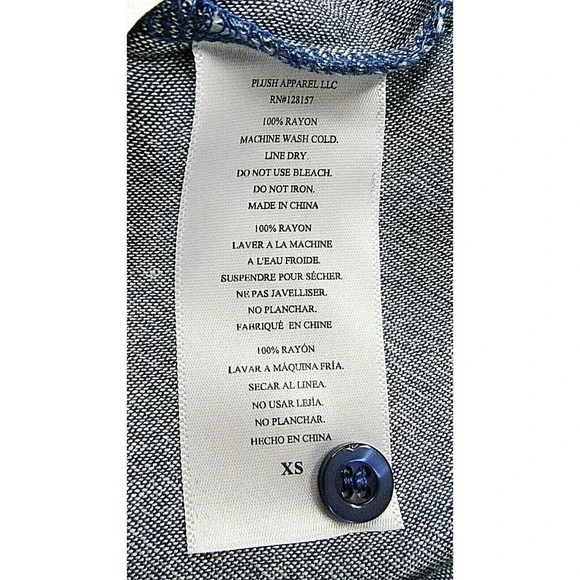 PLUSH APPAREL LLC
RN#128157
100% RAYON
MACHINE WASH COLD.
LINE DRY.
DO NOT USE BLEACH.
DO NOT IRON.
MADE IN CHINA
100% RAYON
LAVER A LA MACHINE
A L'EAU FROIDE.
SUSPENDRE POUR SÉCHER.
NE PAS JAVELLISER.
NO PLANCHAR.
FABRIQUÉ EN CHINE
100% RAYÓN
LAVAR A MÁQUINA FRÍA.
SECAR AL LINEA.
NO USAR LEJÍA.
NO PLANCHAR.
HECHO EN CHINA
XS